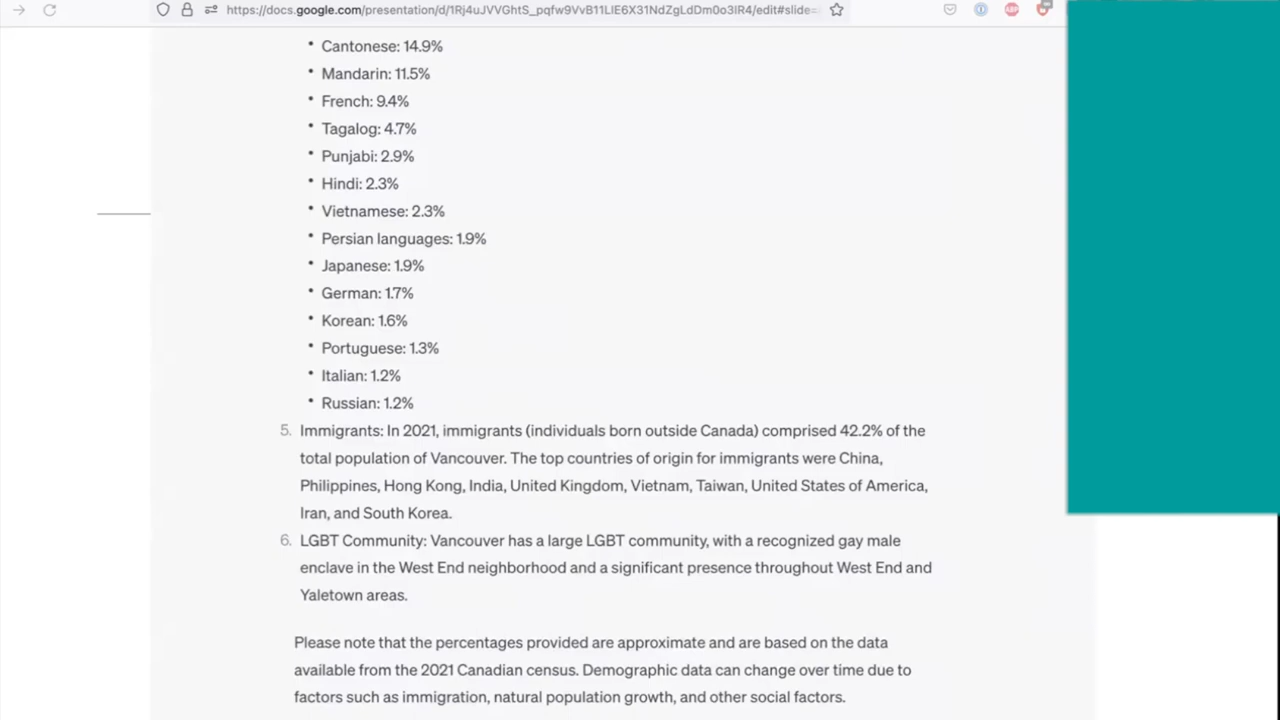 https://docs.google.com/presentation/d/1Rj4uJVVGhtS_pqfw9VvB11LlE6X31NdZgLdDm0o3lR4/edit#slide=
• Cantonese: 14.9%
• Mandarin: 11.5%
• French: 9.4%
• Tagalog: 4.7%
• Punjabi: 2.9%
• Hindi: 2.3%
• Vietnamese: 2.3%
• Persian languages: 1.9%
• Japanese: 1.9%
• German: 1.7%
• Korean: 1.6%
• Portuguese: 1.3%
• Italian: 1.2%
• Russian: 1.2%
5. Immigrants: In 2021, immigrants (individuals born outside Canada) comprised 42.2% of the
total population of Vancouver. The top countries of origin for immigrants were China,
Philippines, Hong Kong, India, United Kingdom, Vietnam, Taiwan, United States of America,
Iran, and South Korea.
6. LGBT Community: Vancouver has a large LGBT community, with a recognized gay male
enclave in the West End neighborhood and a significant presence throughout West End and
Yaletown areas.
Please note that the percentages provided are approximate and are based on the data
available from the 2021 Canadian census. Demographic data can change over time due to
factors such as immigration, natural population growth, and other social factors.